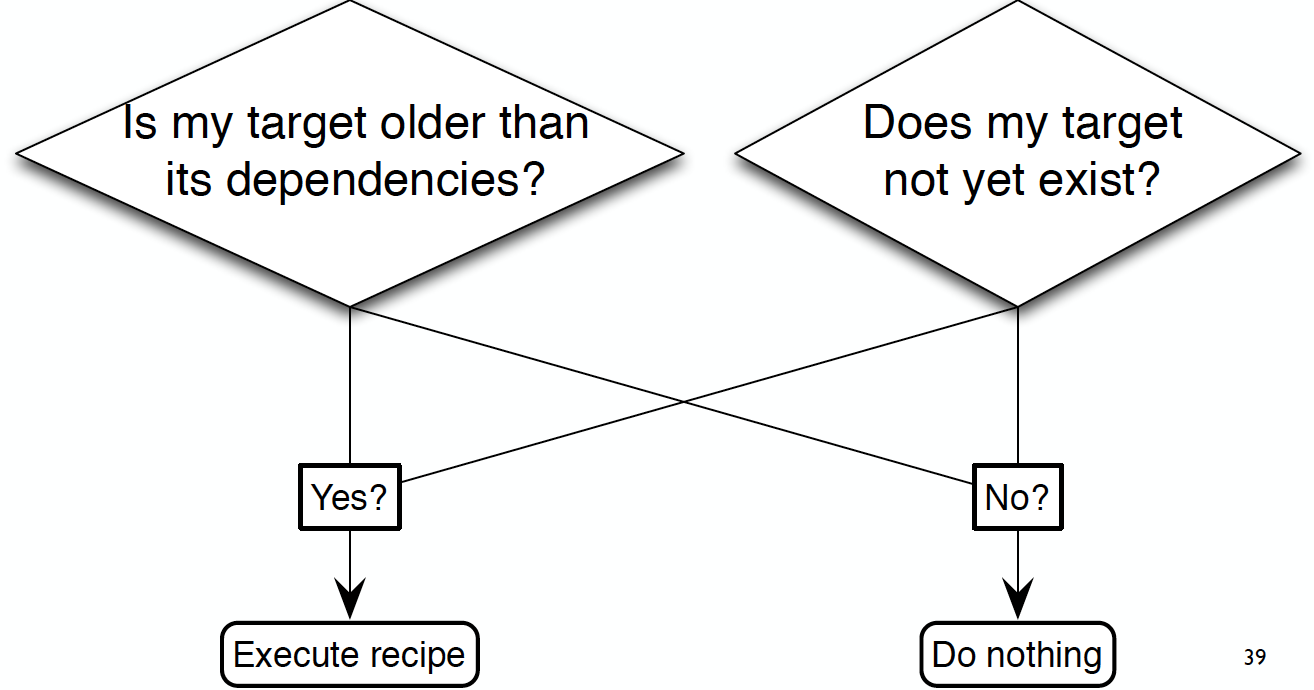 Is my target older than
its dependencies?
Does my target
not yet exist?
Yes?
No?
Execute recipe
Do nothing
39